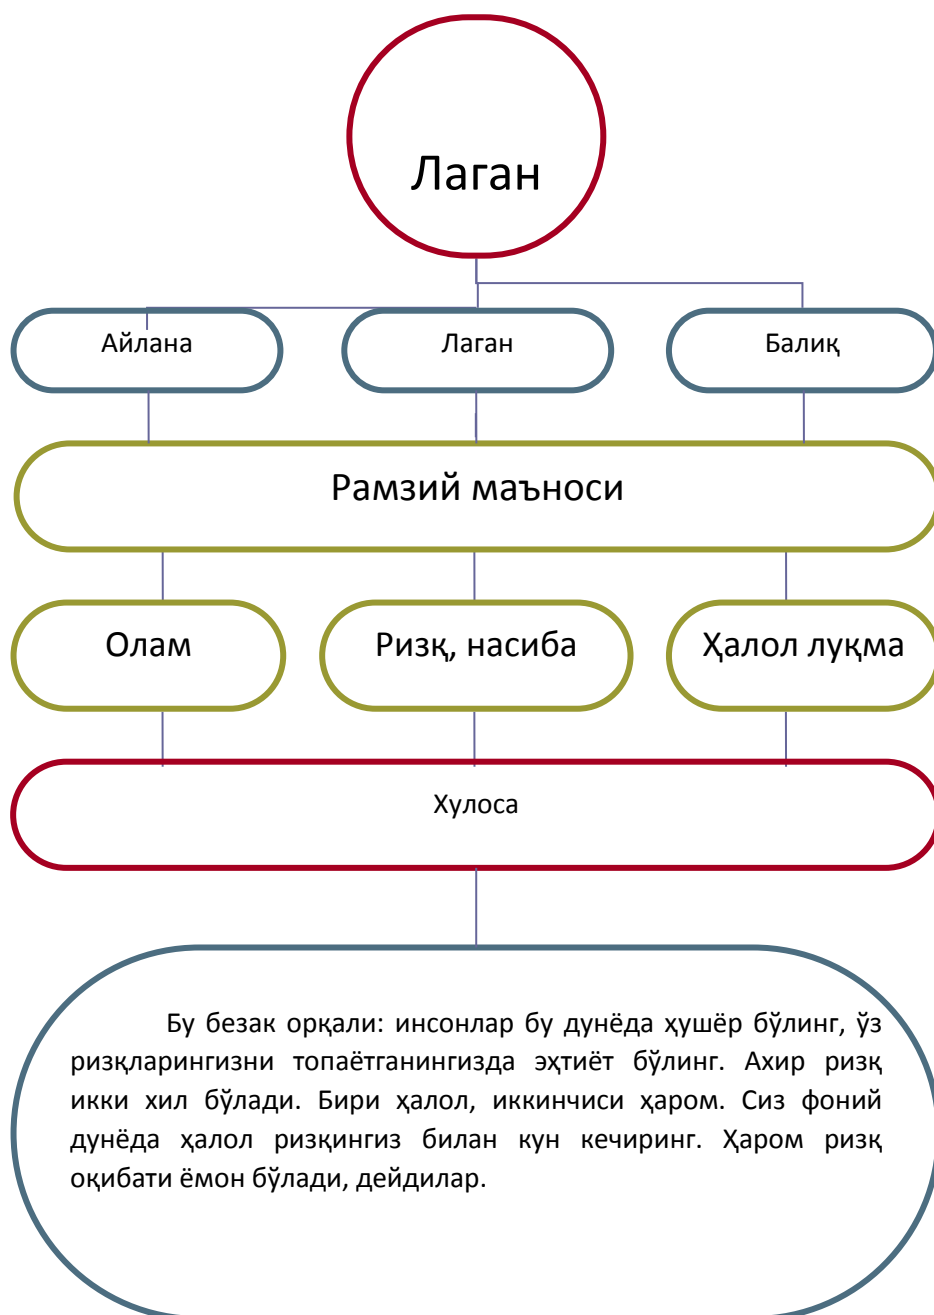 Лаган
Айлана
Лаган
Балиқ
Рамзий маъноси
Олам
Ризқ, насиба
Ҳалол луқма
Хулоса
Бу безак орқали: инсонлар бу дунёда ҳушёр бўлинг, ўз
ризқларингизни топаётганингизда эҳтиёт бўлинг. Ахир ризқ
икки хил бўлади. Бири ҳалол, иккинчиси ҳаром. Сиз фоний
дунёда ҳалол ризқингиз билан кун кечиринг. Ҳаром ризқ
оқибати ёмон бўлади, дейдилар.